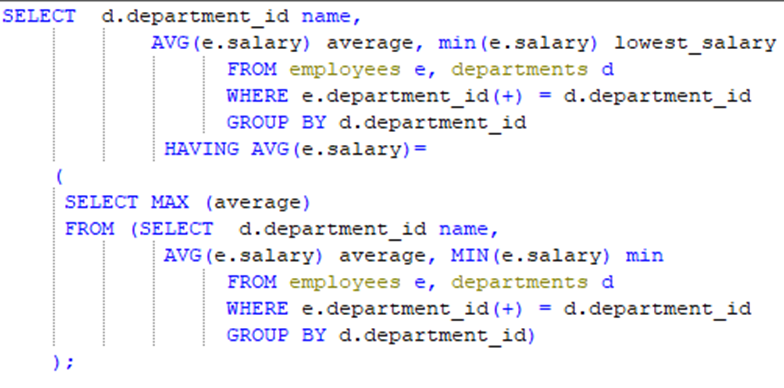 SELECT  d.department_id name,
AVG(e.salary) average, min(e.salary) lowest_salary
FROM employees e, departments d
WHERE e.department_id(+) = d.department_id
GROUP BY d.department_id
HAVING AVG(e.salary)=
(
SELECT MAX (average)
FROM (SELECT  d.department_id name,
AVG(e.salary) average, MIN(e.salary) min
FROM employees e, departments d
WHERE e.department_id(+) = d.department_id
GROUP BY d.department_id)
);